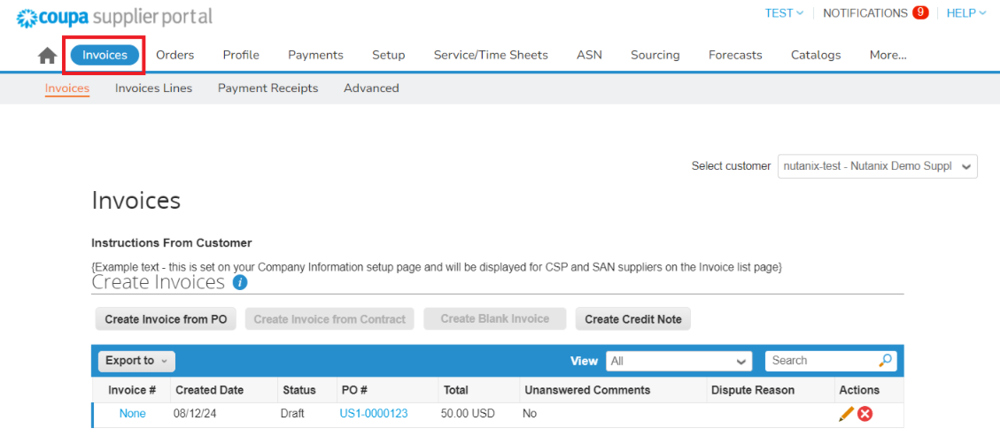 coupa supplier portal
TEST NOTIFICATIONS 9 HELP
Invoices Orders Profile Payments Setup Service/Time Sheets ASN Sourcing Forecasts Catalogs More...
Invoices Invoices Lines Payment Receipts Advanced
Select customer nutanix-test - Nutanix Demo Suppl
Invoices
Instructions From Customer
{Example text - this is set on your Company Information setup page and will be displayed for CSP and SAN suppliers on the Invoice list page}
Create Invoices i
Create Invoice from PO Create Invoice from Contract Create Blank Invoice Create Credit Note
Export to View All Search
Invoice # Created Date Status PO # Total Unanswered Comments Dispute Reason Actions
None 08/12/24 Draft US1-0000123 50.00 USD No